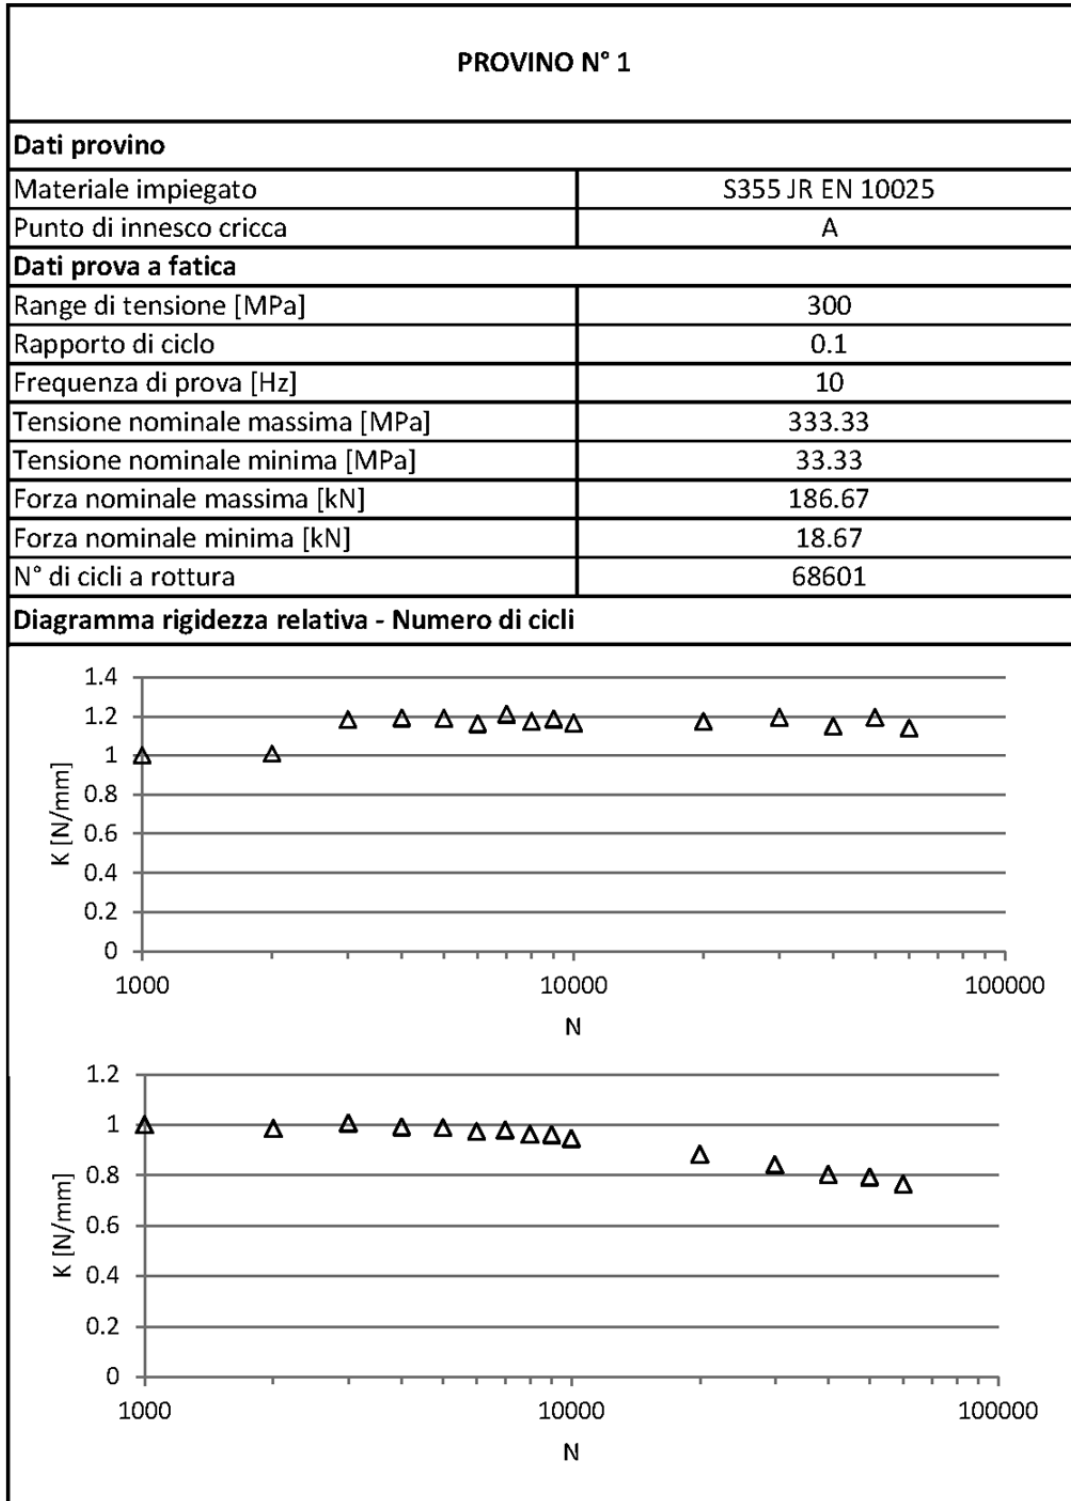 PROVINO N° 1
Dati provino
Materiale impiegato S355 JR EN 10025
Punto di innesco cricca A
Dati prova a fatica
Range di tensione [MPa] 300
Rapporto di ciclo 0.1
Frequenza di prova [Hz] 10
Tensione nominale massima [MPa] 333.33
Tensione nominale minima [MPa] 33.33
Forza nominale massima [kN] 186.67
Forza nominale minima [kN] 18.67
N° di cicli a rottura 68601
Diagramma rigidezza relativa - Numero di cicli
1.4
1.2
1
0.8
0.6
0.4
0.2
0
K [N/mm]
1000 10000 100000
N
1.2
1
0.8
0.6
0.4
0.2
0
K [N/mm]
1000 10000 100000
N